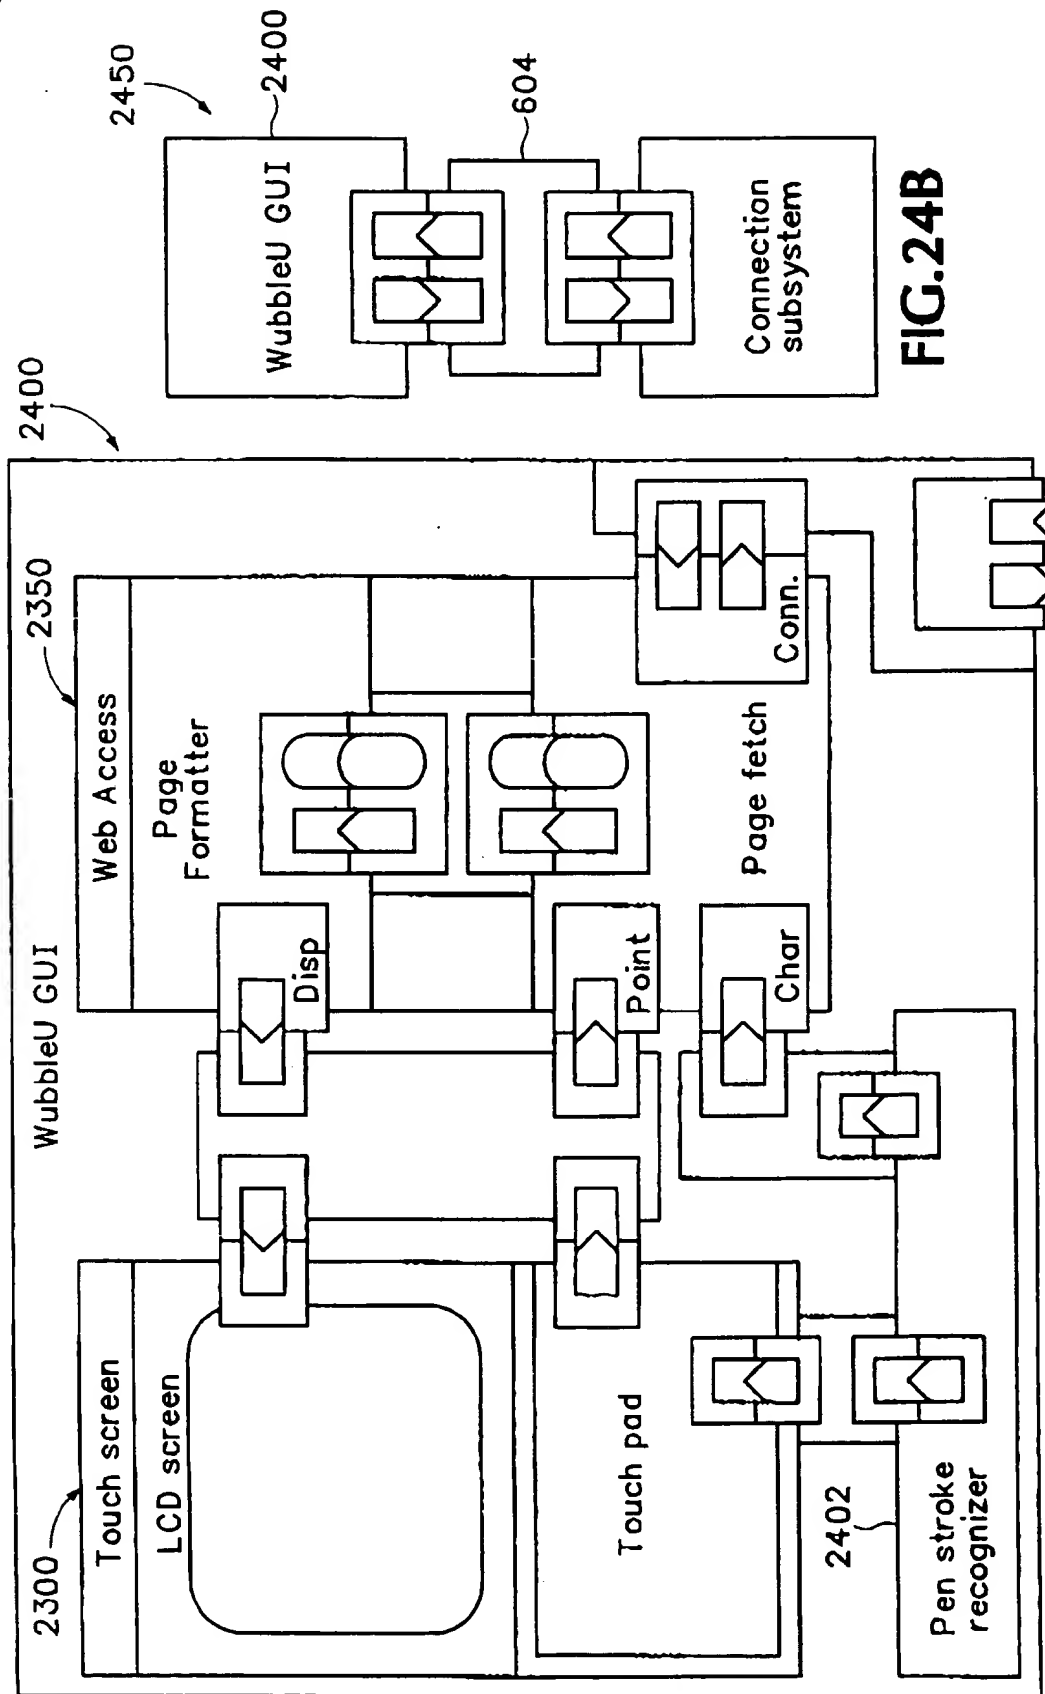 2300
Touch screen
LCD screen
Touch pad
2402
Pen stroke
recognizer
WubbleU GUI
2350
Web Access
Page
Formatter
Disp
Point
Char
Page fetch
Conn.
2400
2450
2400
WubbleU GUI
604
Connection
subsystem
FIG.24B